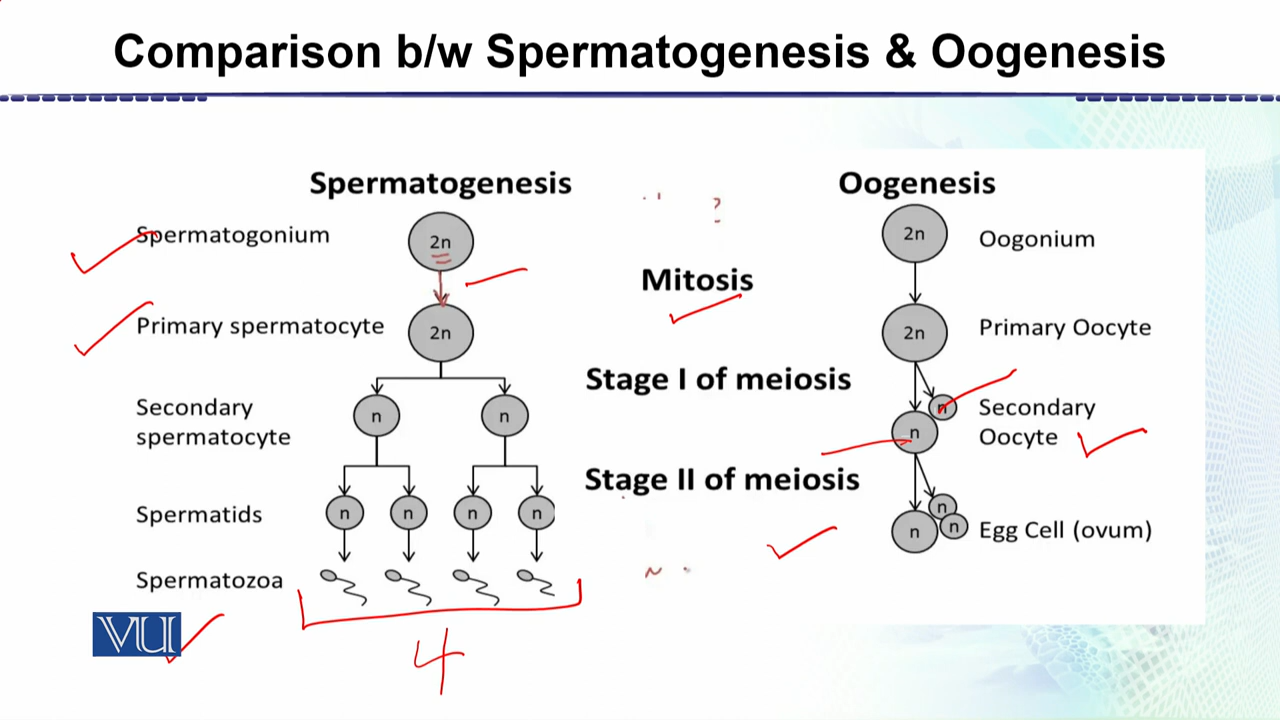 Comparison b/w Spermatogenesis & Oogenesis
Spermatogenesis
Oogenesis
Spermatogonium
2n
?
2n
Oogonium
Mitosis
Primary spermatocyte
2n
2n
Primary Oocyte
Stage I of meiosis
Secondary
spermatocyte
n
n
n
n
Secondary
Oocyte
Stage II of meiosis
Spermatids
n
n
n
n
n
n
n
Egg Cell (ovum)
Spermatozoa
VU
4